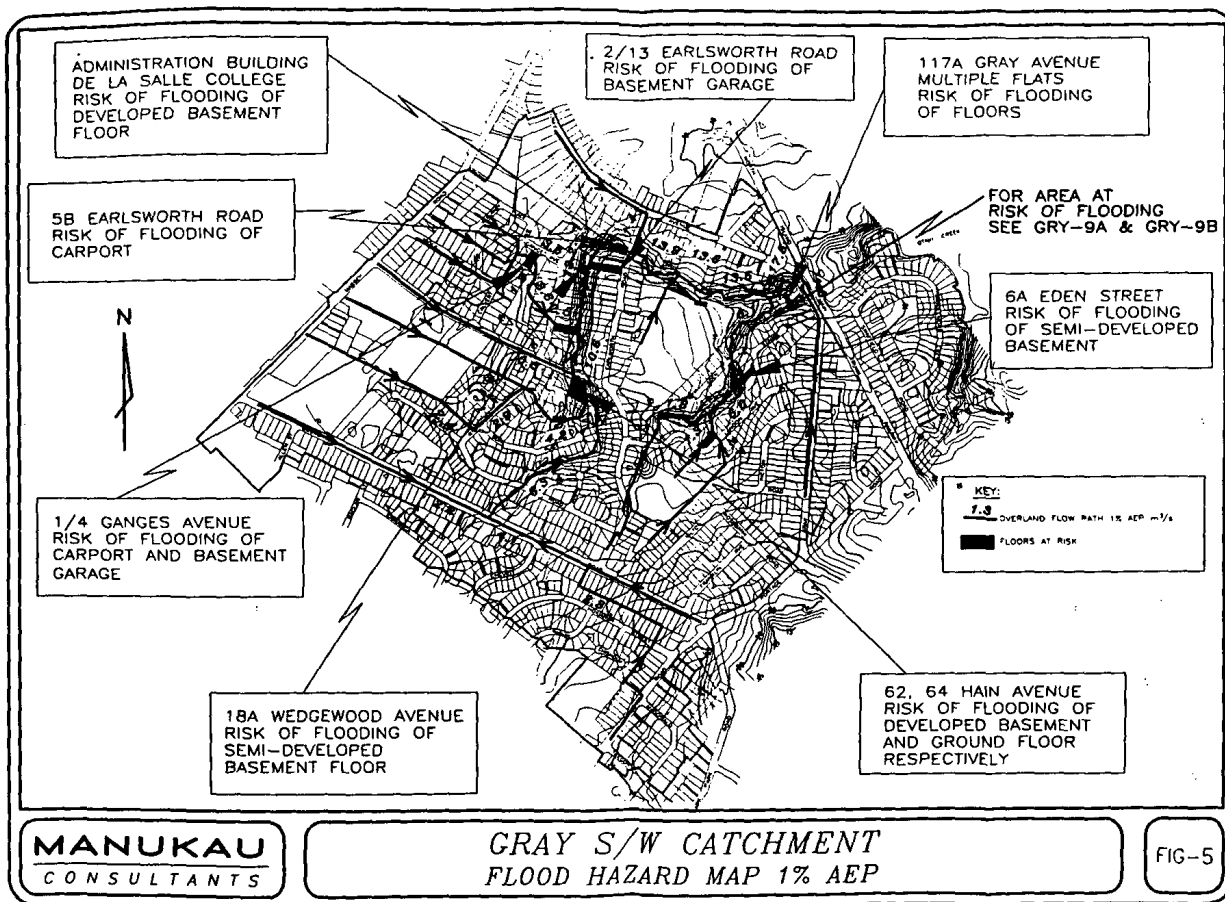 ADMINISTRATION BUILDING
DE LA SALLE COLLEGE
RISK OF FLOODING OF
DEVELOPED BASEMENT
FLOOR
2/13 EARLSWORTH ROAD
RISK OF FLOODING OF
BASEMENT GARAGE
117A GRAY AVENUE
MULTIPLE FLATS
RISK OF FLOODING
OF FLOORS
5B EARLSWORTH ROAD
RISK OF FLOODING OF
CARPORT
FOR AREA AT
RISK OF FLOODING
SEE GRY-9A & GRY-9B
6A EDEN STREET
RISK OF FLOODING
OF SEMI-DEVELOPED
BASEMENT
N
13.9
KEY:
1.3
OVERLAND FLOW PATH 1% AEP m³/s
FLOORS AT RISK
1/4 GANGES AVENUE
RISK OF FLOODING OF
CARPORT AND BASEMENT
GARAGE
18A WEDGEWOOD AVENUE
RISK OF FLOODING OF
SEMI-DEVELOPED
BASEMENT FLOOR
62, 64 HAIN AVENUE
RISK OF FLOODING OF
DEVELOPED BASEMENT
AND GROUND FLOOR
RESPECTIVELY
MANUKAU
CONSULTANTS
GRAY S/W CATCHMENT
FLOOD HAZARD MAP 1% AEP
FIG-5